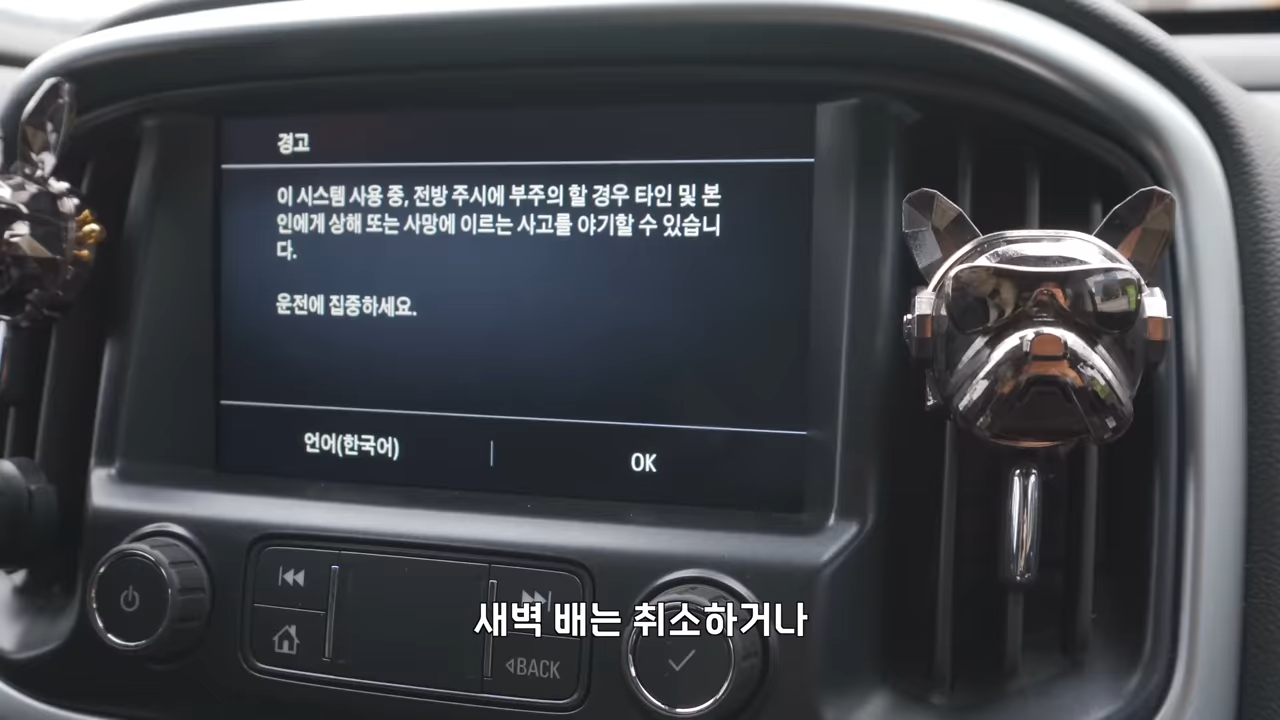 경고
이 시스템 사용 중, 전방 주시에 부주의 할 경우 타인 및 본
인에게 상해 또는 사망에 이르는 사고를 야기할 수 있습니
다.
운전에 집중하세요.
언어(한국어)
OK
BACK
새벽 배는 취소하거나